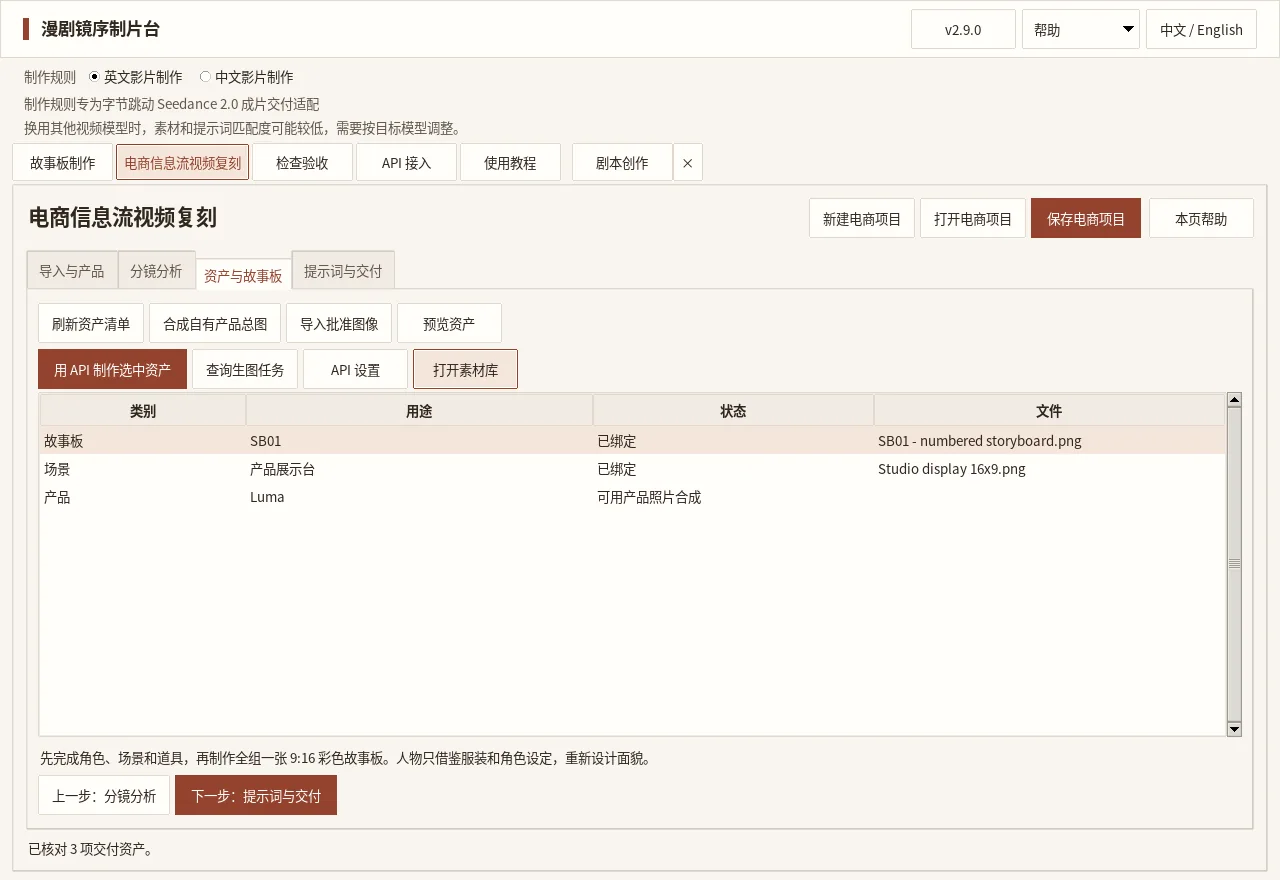 漫剧镜序制片台
v2.9.0
帮助
中文 / English
制作规则 英文影片制作 中文影片制作
制作规则专为字节跳动 Seedance 2.0 成片交付适配
换用其他视频模型时，素材和提示词匹配度可能较低，需要按目标模型调整。
故事板制作 电商信息流视频复刻 检查验收 API 接入 使用教程 剧本创作 ×
电商信息流视频复刻
新建电商项目 打开电商项目 保存电商项目 本页帮助
导入与产品 分镜分析 资产与故事板 提示词与交付
刷新资产清单 合成自有产品总图 导入批准图像 预览资产
用 API 制作选中资产 查询生图任务 API 设置 打开素材库
类别 用途 状态 文件
故事板 SB01 已绑定 SB01 - numbered storyboard.png
场景 产品展示台 已绑定 Studio display 16x9.png
产品 Luma 可用产品照片合成
先完成角色、场景和道具，再制作全组一张 9:16 彩色故事板。人物只借鉴服装和角色设定，重新设计面貌。
上一步：分镜分析 下一步：提示词与交付
已核对 3 项交付资产。